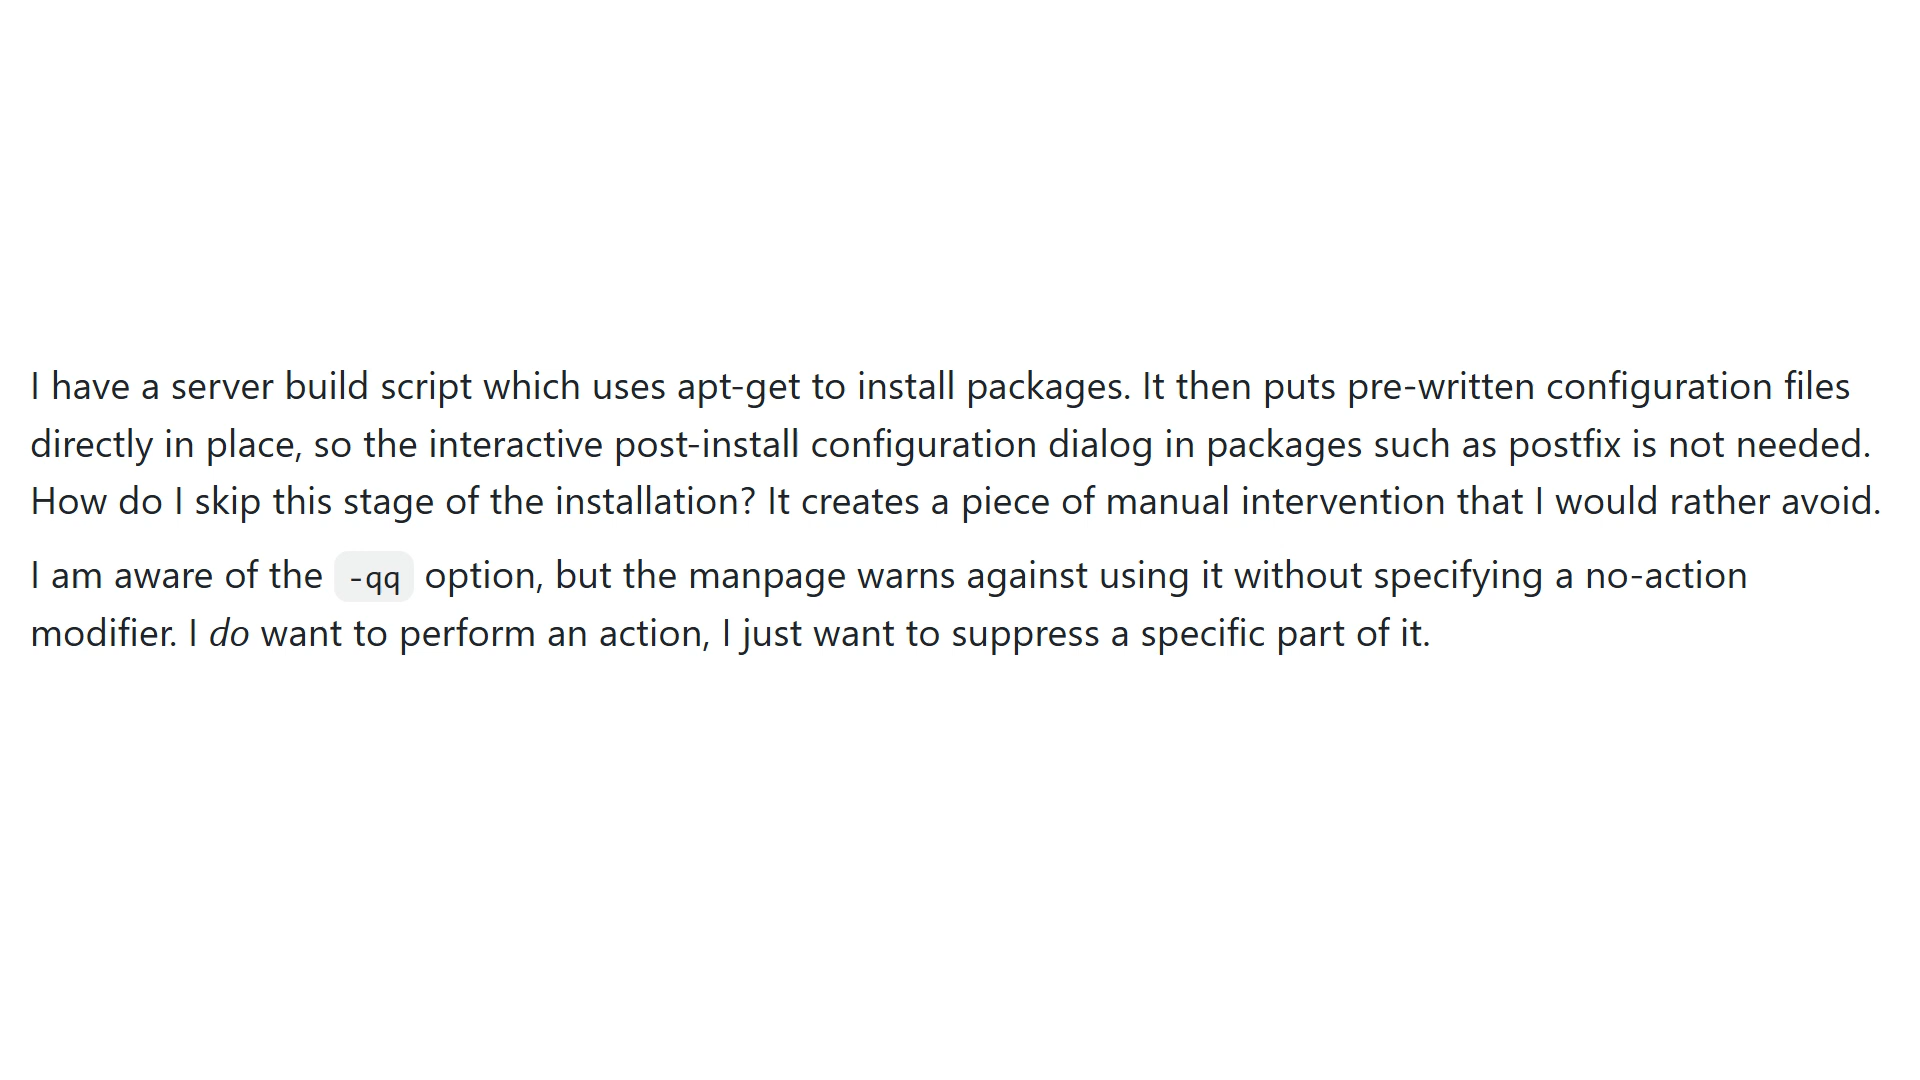 I have a server build script which uses apt-get to install packages. It then puts pre-written configuration files
directly in place, so the interactive post-install configuration dialog in packages such as postfix is not needed.
How do I skip this stage of the installation? It creates a piece of manual intervention that I would rather avoid.
I am aware of the -qq option, but the manpage warns against using it without specifying a no-action
modifier. I do want to perform an action, I just want to suppress a specific part of it.